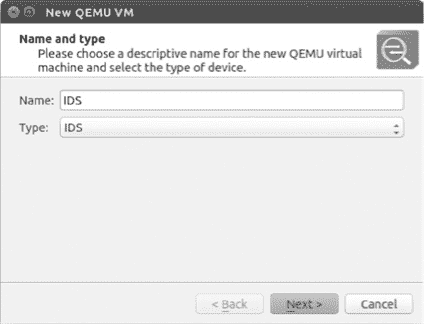 New QEMU VM
Name and type
Please choose a descriptive name for the new QEMU virtual
machine and select the type of device.
Name: IDS
Type: IDS
< Back Next > Cancel